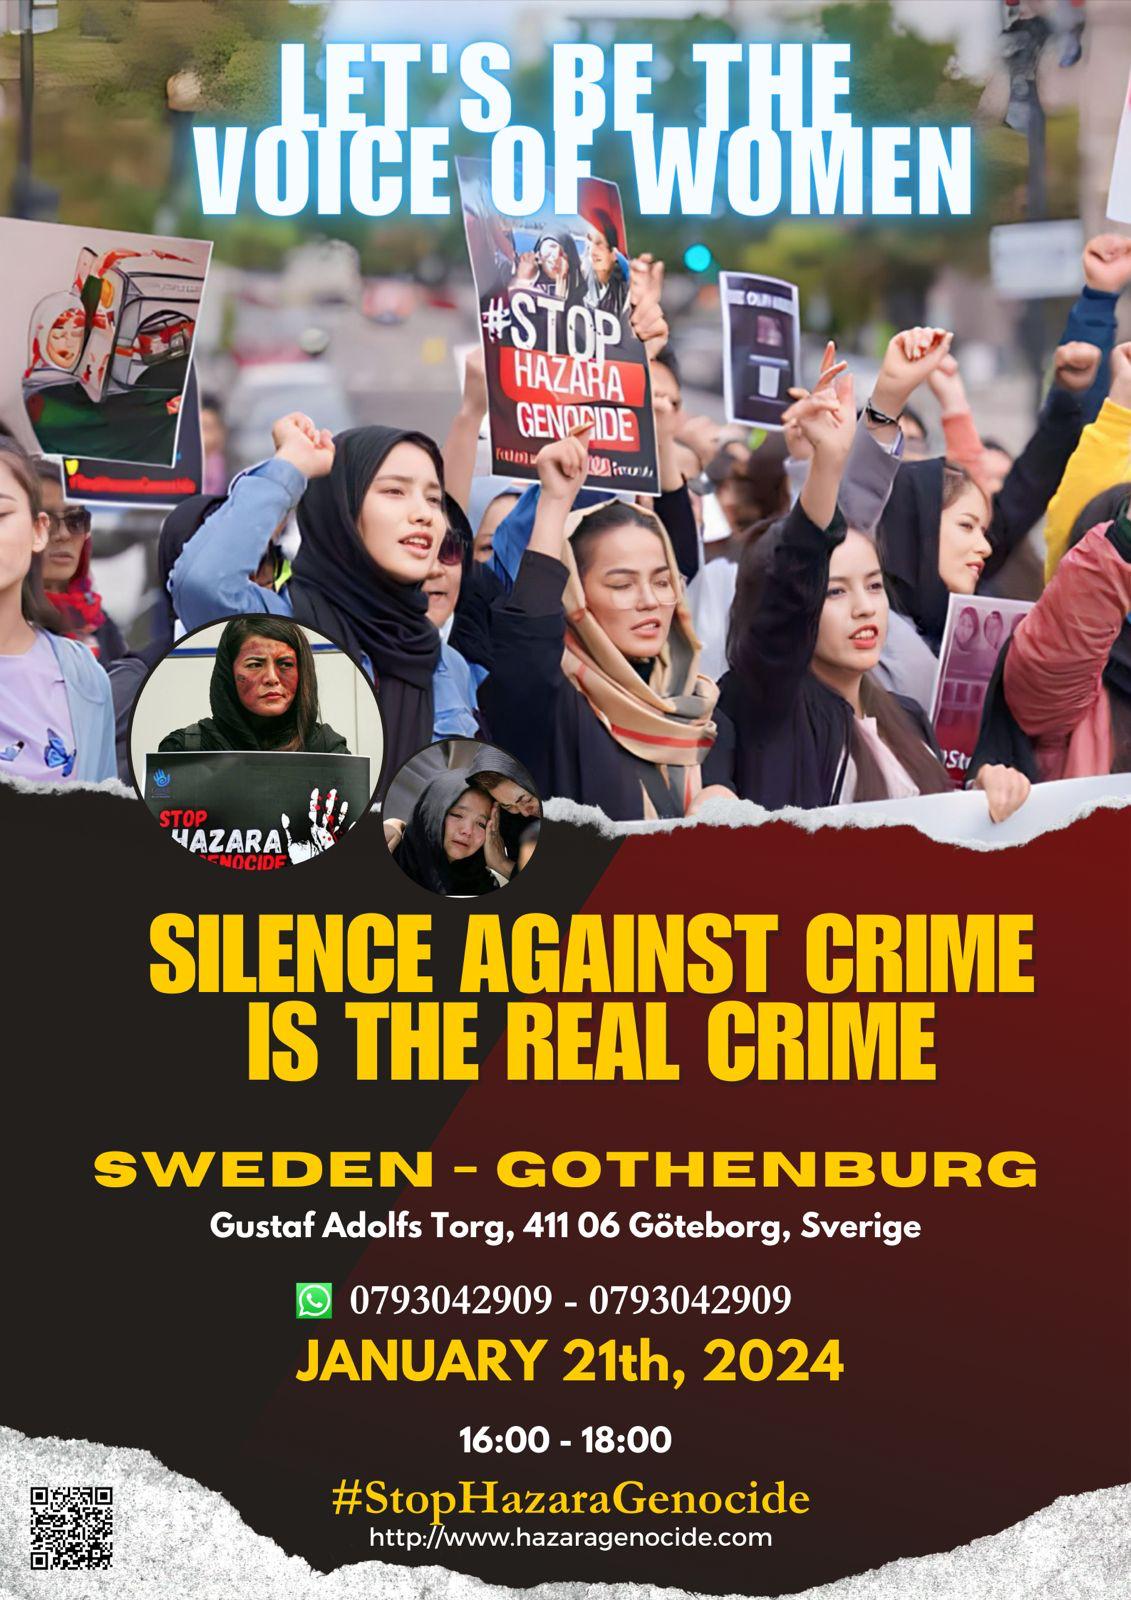 LET'S BE THE
VOICE OF WOMEN
#STOP
HAZARA
GENOCIDE
STOP
HAZARA
GENOCIDE
SILENCE AGAINST CRIME
IS THE REAL CRIME
SWEDEN - GOTHENBURG
Gustaf Adolfs Torg, 411 06 Göteborg, Sverige
0793042909 - 0793042909
JANUARY 21th, 2024
16:00 - 18:00
#StopHazaraGenocide
http://www.hazaragenocide.com